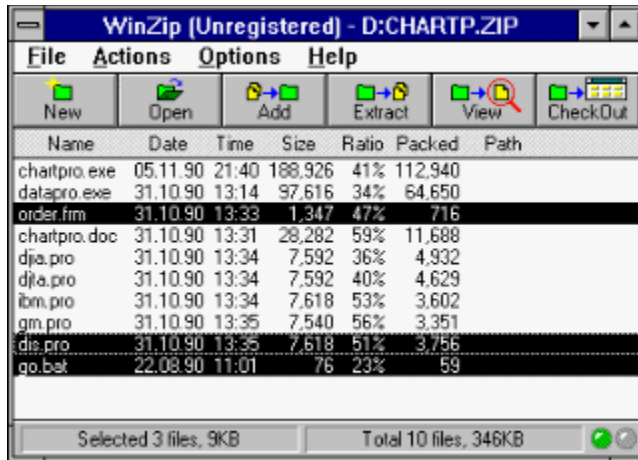 WinZip (Unregistered) - D:CHARTP.ZIP
File Actions Options Help
New Open Add Extract View CheckOut
Name Date Time Size Ratio Packed Path
chartpro.exe 05.11.90 21:40 188,926 41% 112,940
datapro.exe 31.10.90 13:14 97,616 34% 64,650
order.frm 31.10.90 13:33 1,347 47% 716
chartpro.doc 31.10.90 13:31 28,282 59% 11,688
djia.pro 31.10.90 13:34 7,592 36% 4,932
djta.pro 31.10.90 13:34 7,592 40% 4,629
ibm.pro 31.10.90 13:34 7,618 53% 3,602
gm.pro 31.10.90 13:35 7,540 56% 3,351
dis.pro 31.10.90 13:35 7,618 51% 3,756
go.bat 22.08.90 11:01 76 23% 59
Selected 3 files, 9KB Total 10 files, 346KB